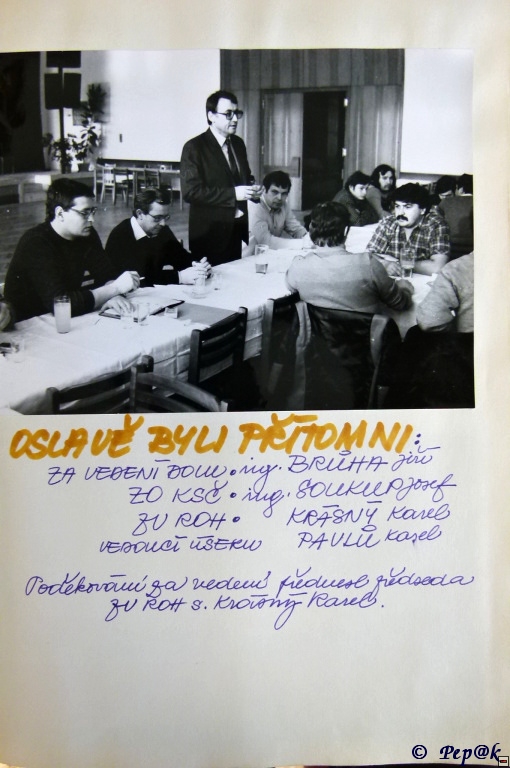 OSLAVĚ BYLI PŘÍTOMNI:
ZA VEDENÍ DOLU • ing. BRŮHA Jiří
ZO KSČ • ing. SOUKUP Josef
ZV ROH • KRÁSNÝ Karel
VEDOUCÍ ÚSEKU PAVLŮ Karel
Poděkování za vedení přednesl předseda
ZV ROH s. Krásný Karel.
© Pep@k